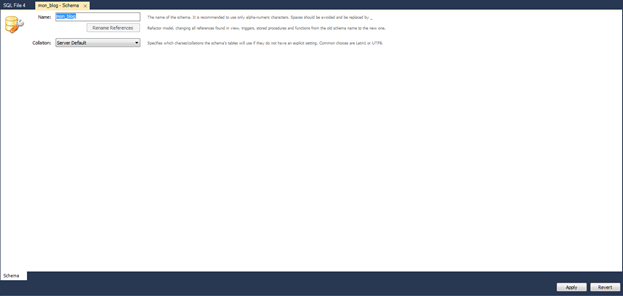 SQL File 4 mon_blog - Schema ×
Name: mon_blog The name of the schema. It is recommended to use only alpha-numeric characters. Spaces should be avoided and be replaced by _
Rename References Refactor model, changing all references found in view, triggers, stored procedures and functions from the old schema name to the new one.
Collation: Server Default Specifies which charset/collations the schema's tables will use if they do not have an explicit setting. Common choices are Latin1 or UTF8.
Schema
Apply Revert